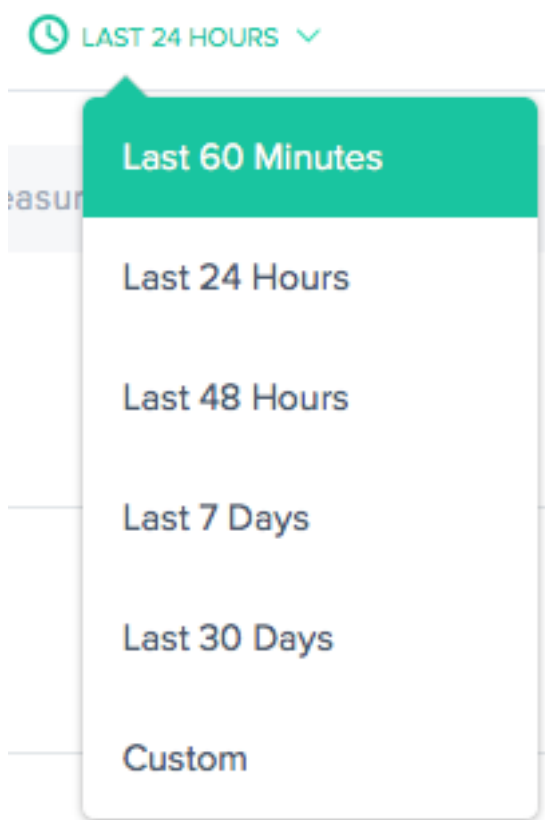 LAST 24 HOURS
Last 60 Minutes
Last 24 Hours
Last 48 Hours
Last 7 Days
Last 30 Days
Custom